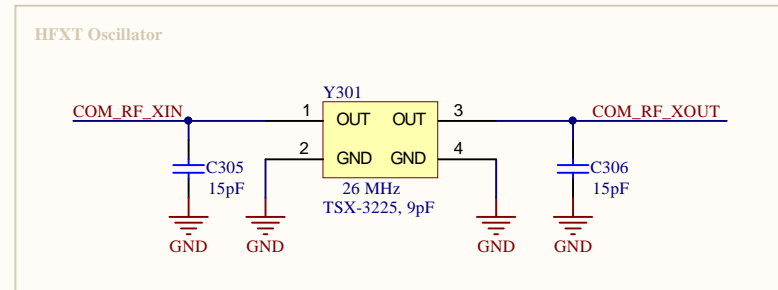 HFXT Oscillator
Y301
COM_RF_XIN 1 OUT OUT 3 COM_RF_XOUT
2 GND GND 4
C305 C306
15pF 26 MHz 15pF
TSX-3225, 9pF
GND GND GND GND